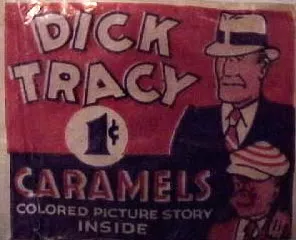 DICK
TRACY
1¢
CARAMELS
COLORED PICTURE STORY
INSIDE